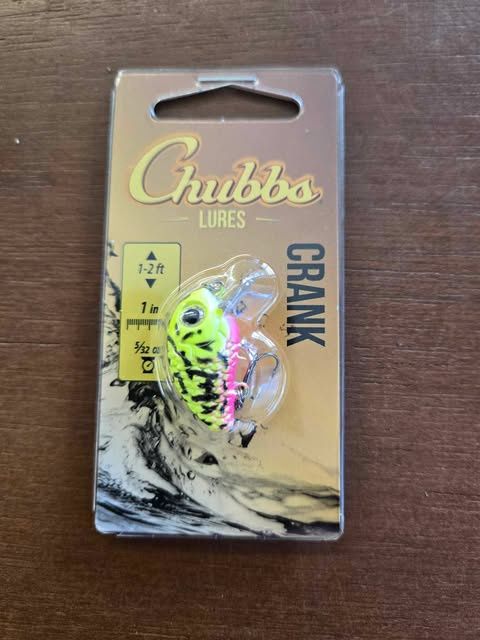 Chubbs
LURES
CRANK
1-2 ft
1 in
5/32 oz